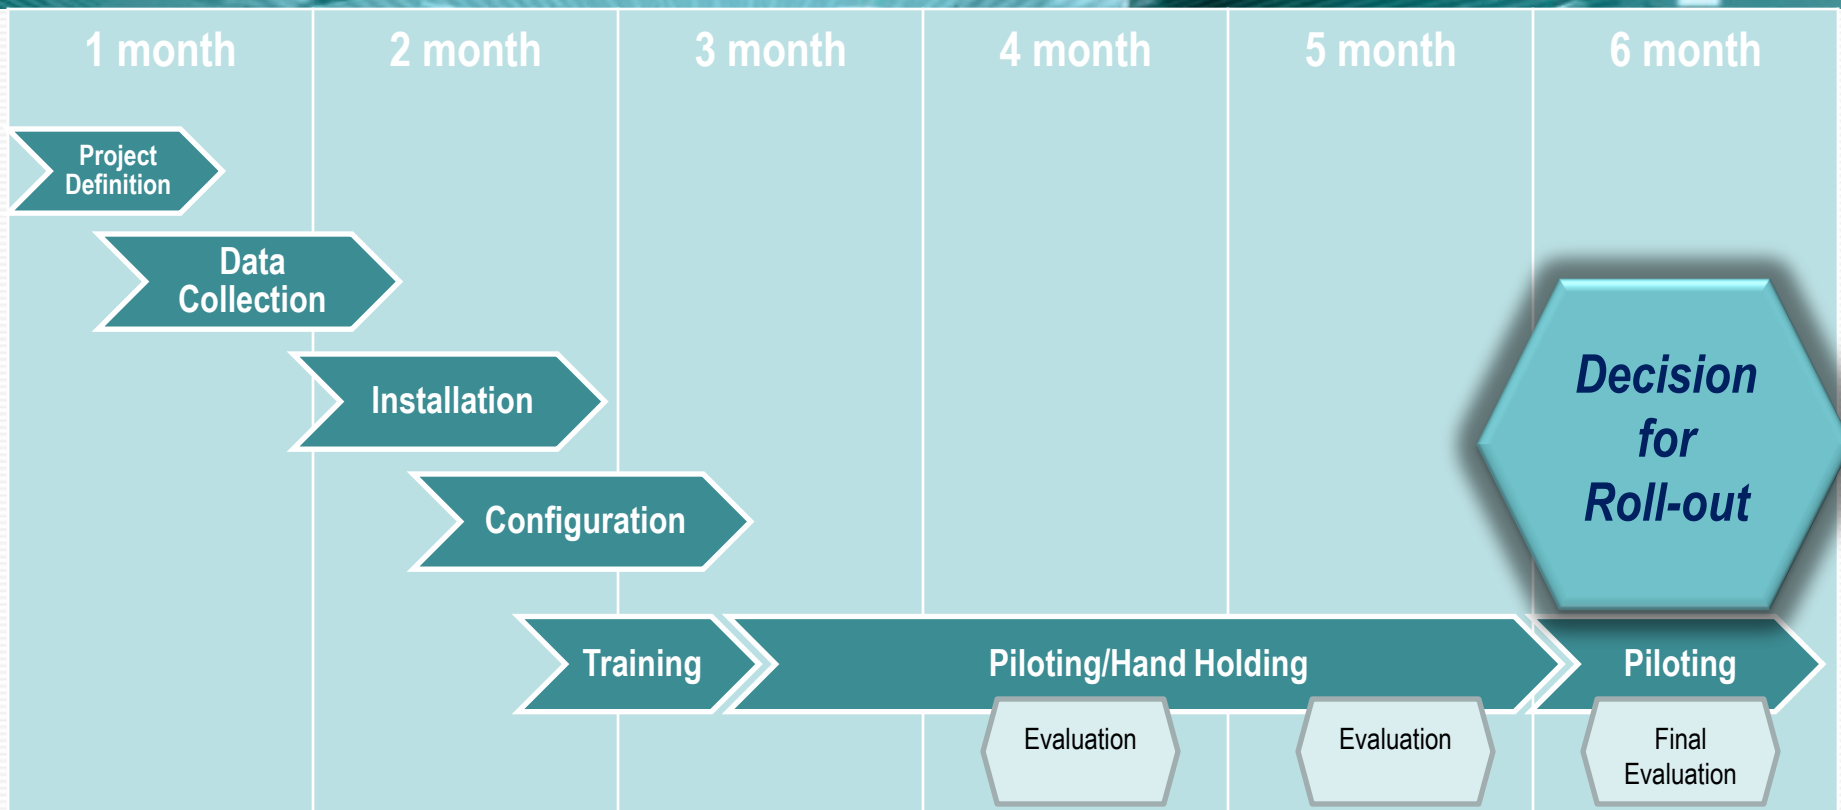 1 month
2 month
3 month
4 month
5 month
6 month
Project
Definition
Data
Collection
Installation
Configuration
Decision
for
Roll-out
Training
Piloting/Hand Holding
Piloting
Evaluation
Evaluation
Final
Evaluation